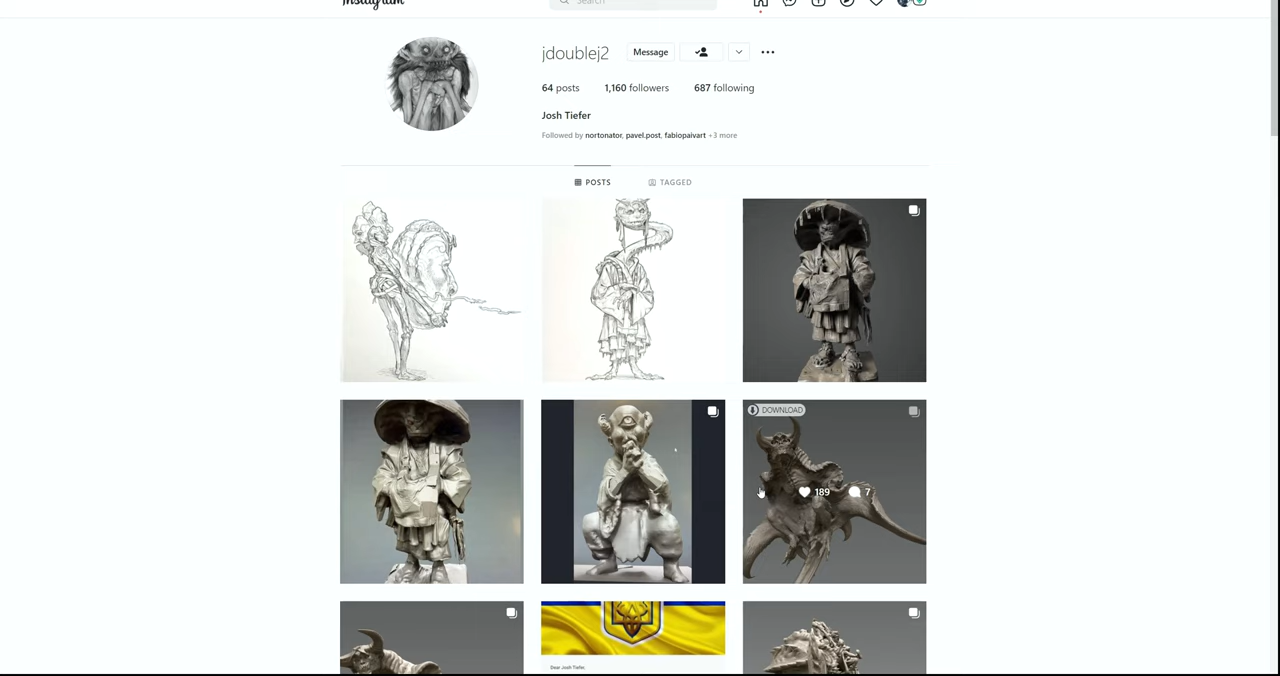 Instagram
Search
jdoublej2
Message
64 posts
1,160 followers
687 following
Josh Tiefer
Followed by nortonator, pavel.post, fabiopaivart +3 more
POSTS
TAGGED
DOWNLOAD
189
7
Dear Josh Tiefer,